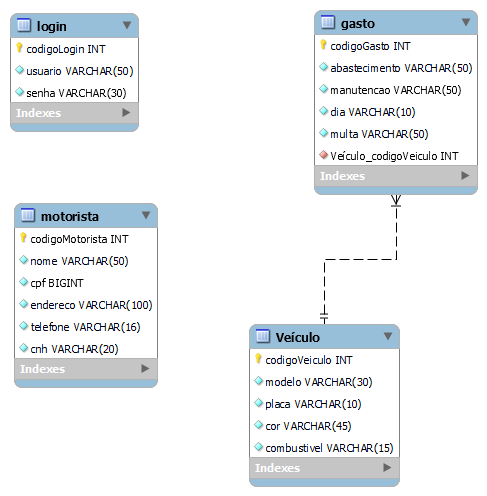 login
codigoLogin INT
usuario VARCHAR(50)
senha VARCHAR(30)
Indexes
gasto
codigoGasto INT
abastecimento VARCHAR(50)
manutencao VARCHAR(50)
dia VARCHAR(10)
multa VARCHAR(50)
Veículo_codigoVeiculo INT
Indexes
motorista
codigoMotorista INT
nome VARCHAR(50)
cpf BIGINT
endereco VARCHAR(100)
telefone VARCHAR(16)
cnh VARCHAR(20)
Indexes
Veículo
codigoVeiculo INT
modelo VARCHAR(30)
placa VARCHAR(10)
cor VARCHAR(45)
combustivel VARCHAR(15)
Indexes